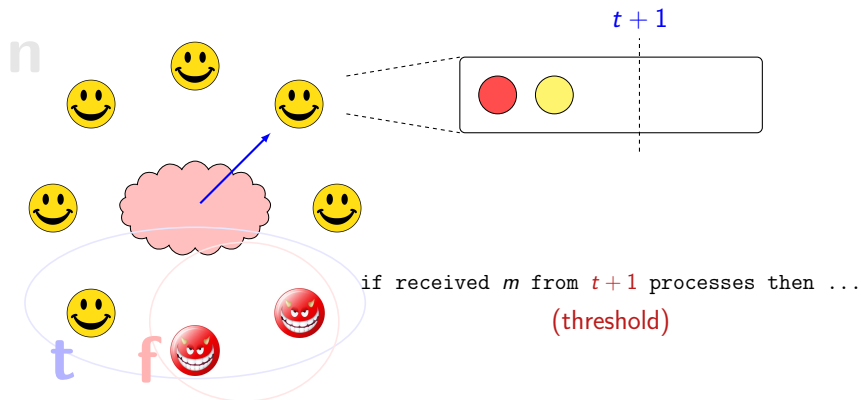 t + 1
n
if received m from t + 1 processes then ...
(threshold)
t f